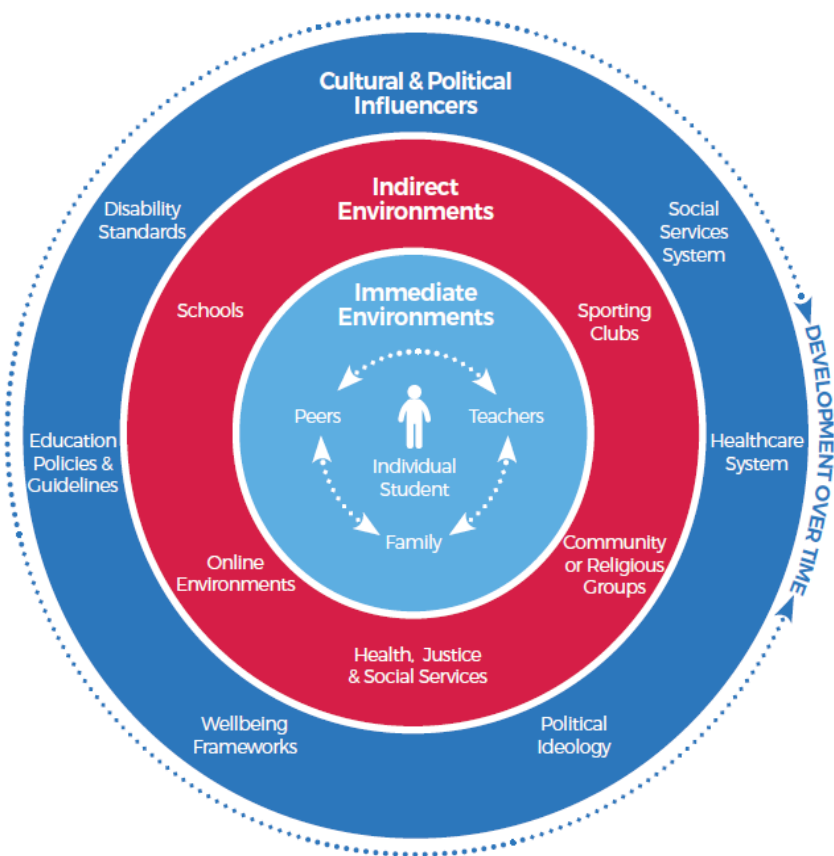 Cultural & Political
Influencers
Indirect
Environments
Immediate
Environments
Disability
Standards
Social
Services
System
Schools
Sporting
Clubs
Peers
Teachers
Individual
Student
Family
Education
Policies &
Guidelines
Healthcare
System
Online
Environments
Community
or Religious
Groups
Health, Justice
& Social Services
Wellbeing
Frameworks
Political
Ideology
DEVELOPMENT OVER TIME